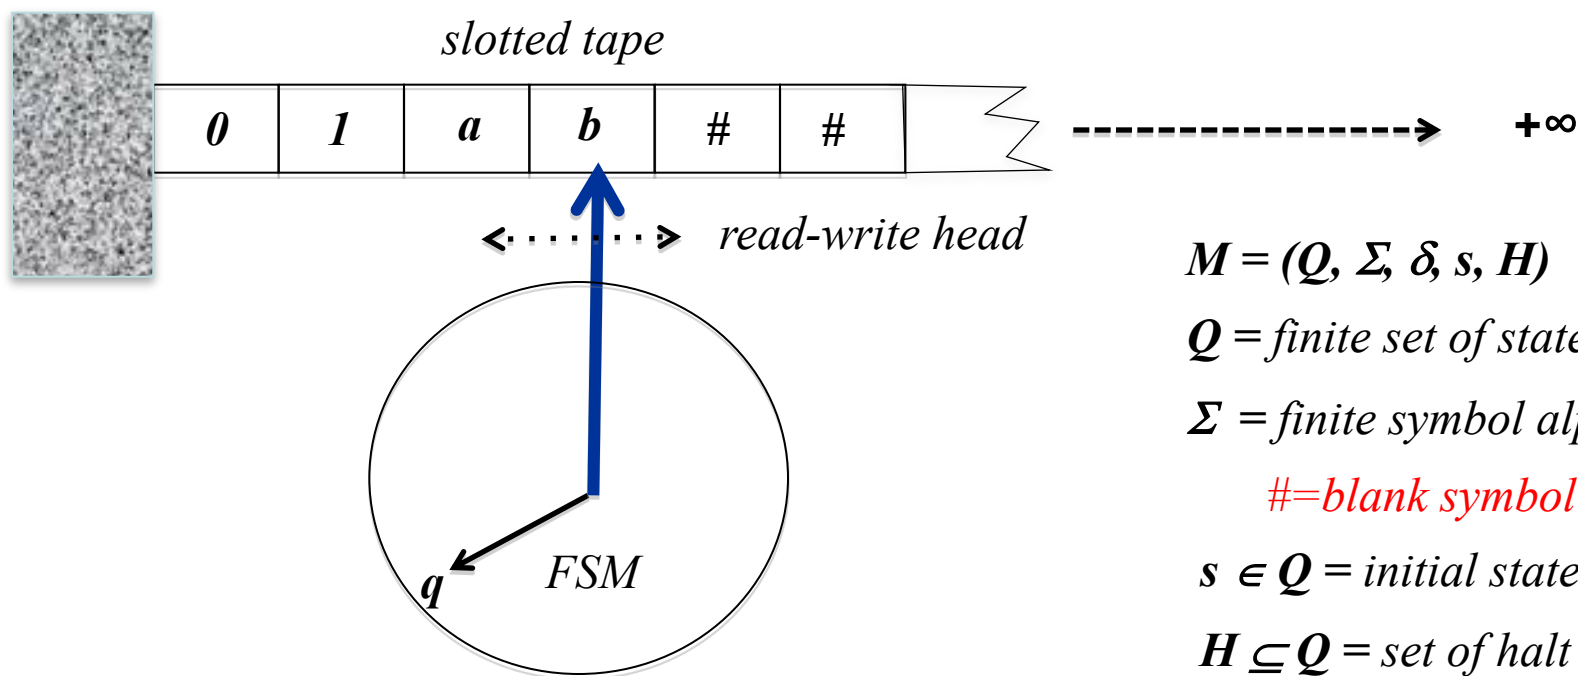 slotted tape
0 1 a b # #
+∞
read-write head
M = (Q, Σ, δ, s, H)
Q = finite set of state
Σ = finite symbol
#=blank symbol
s ∈ Q = initial state
H ⊆ Q = set of halt
FSM
q